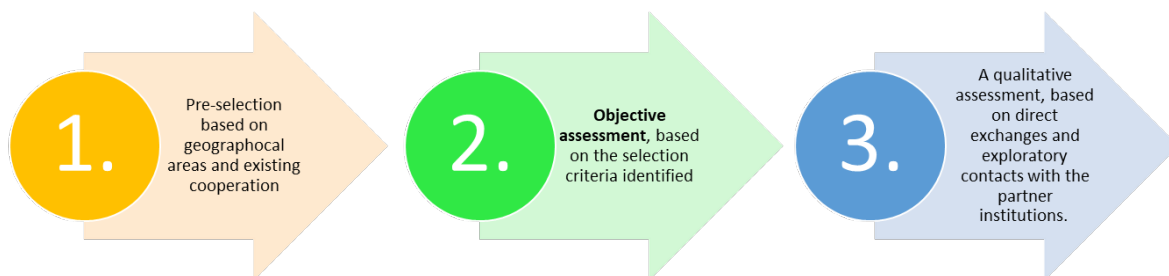 1.
Pre-selection
based on
geographocal
areas and existing
cooperation
2.
Objective
assessment, based
on the selection
criteria identified
3.
A qualitative
assessment, based
on direct
exchanges and
exploratory
contacts with the
partner
institutions.